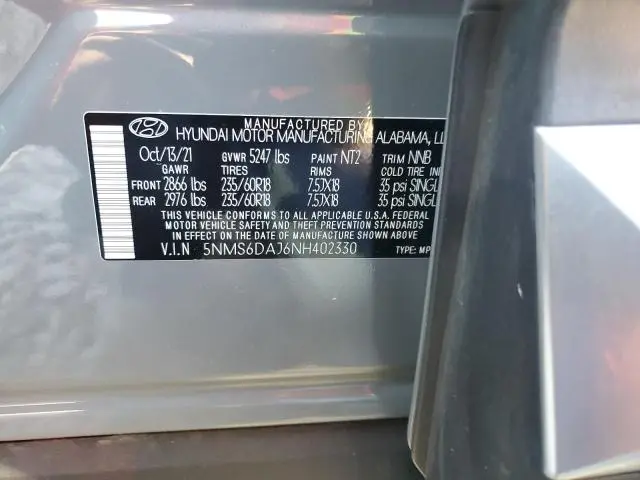 MANUFACTURED BY
HYUNDAI MOTOR MANUFACTURING ALABAMA, LL
Oct/13/21 GVWR 5247 lbs PAINT NT2 TRIM NNB
GAWR TIRES RIMS COLD TIRE IN
FRONT 2866 lbs 235/60R18 7.5JX18 35 psi SINGL
REAR 2976 lbs 235/60R18 7.5JX18 35 psi SINGL
THIS VEHICLE CONFORMS TO ALL APPLICABLE U.S.A. FEDERAL
MOTOR VEHICLE SAFETY, BUMPER, AND THEFT PREVENTION
STANDARDS IN EFFECT ON THE DATE OF MANUFACTURE SHOWN ABOVE
V.I.N 5NMS6DAJ6NH402330 TYPE: MP